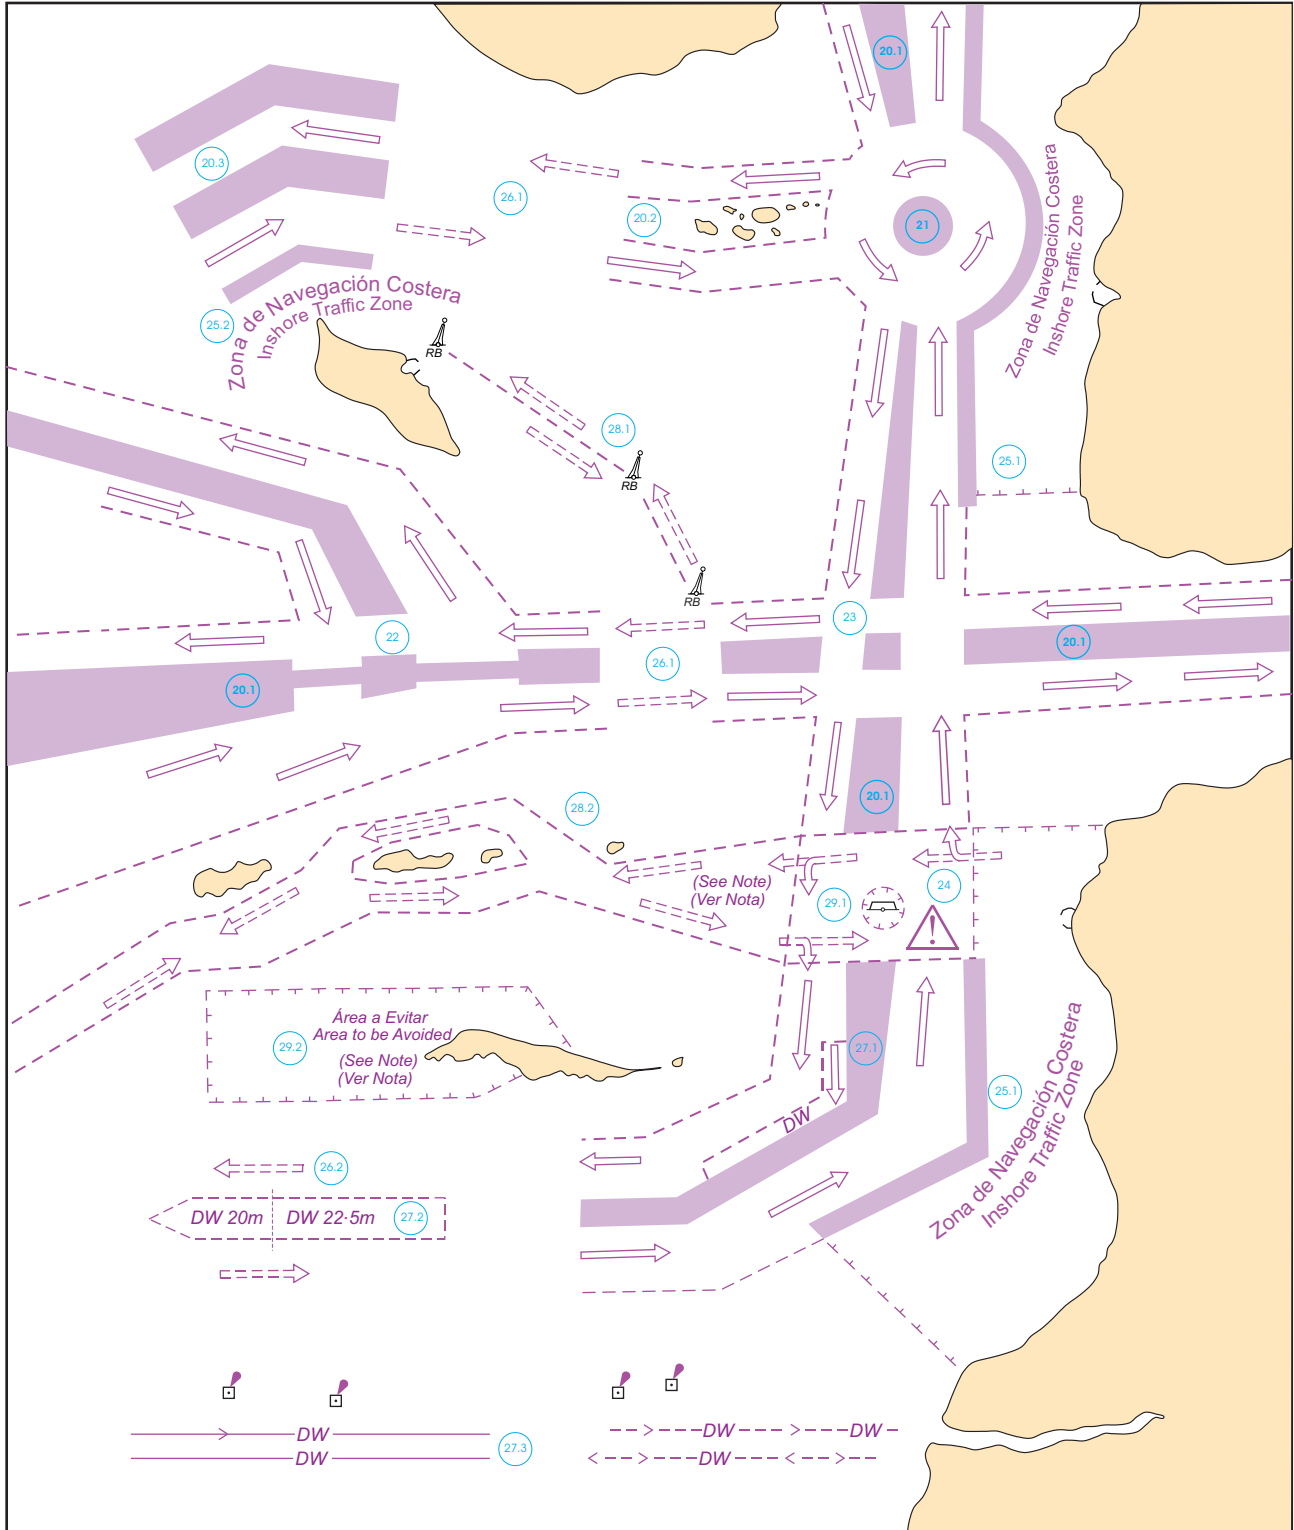 20.1
20.3
26.1
20.2
21
Zona de Navegación Costera
Inshore Traffic Zone
Zona de Navegación Costera
Inshore Traffic Zone
25.2
RB
28.1
RB
25.1
RB
23
22
26.1
20.1
20.1
20.1
28.2
(See Note)
(Ver Nota)
29.1
24
!
Área a Evitar
Area to be Avoided
(See Note)
(Ver Nota)
29.2
27.1
25.1
DW
Zona de Navegación Costera
Inshore Traffic Zone
26.2
DW 20m
DW 22·5m
27.2
DW
DW
27.3
DW
DW
DW